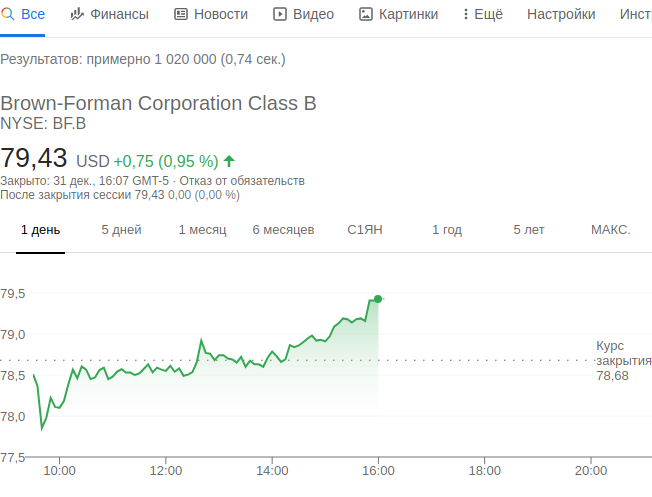 Все Финансы Новости Видео Картинки Ещё Настройки Инст
Результатов: примерно 1 020 000 (0,74 сек.)
Brown-Forman Corporation Class B
NYSE: BF.B
79,43 USD +0,75 (0,95 %)
Закрыто: 31 дек., 16:07 GMT-5 · Отказ от обязательств
После закрытия сессии 79,43 0,00 (0,00 %)
1 день 5 дней 1 месяц 6 месяцев С1ЯН 1 год 5 лет МАКС.
79,5
79,0
78,5
78,0
77,5
Курс
закрытия
78,68
10:00 12:00 14:00 16:00 18:00 20:00